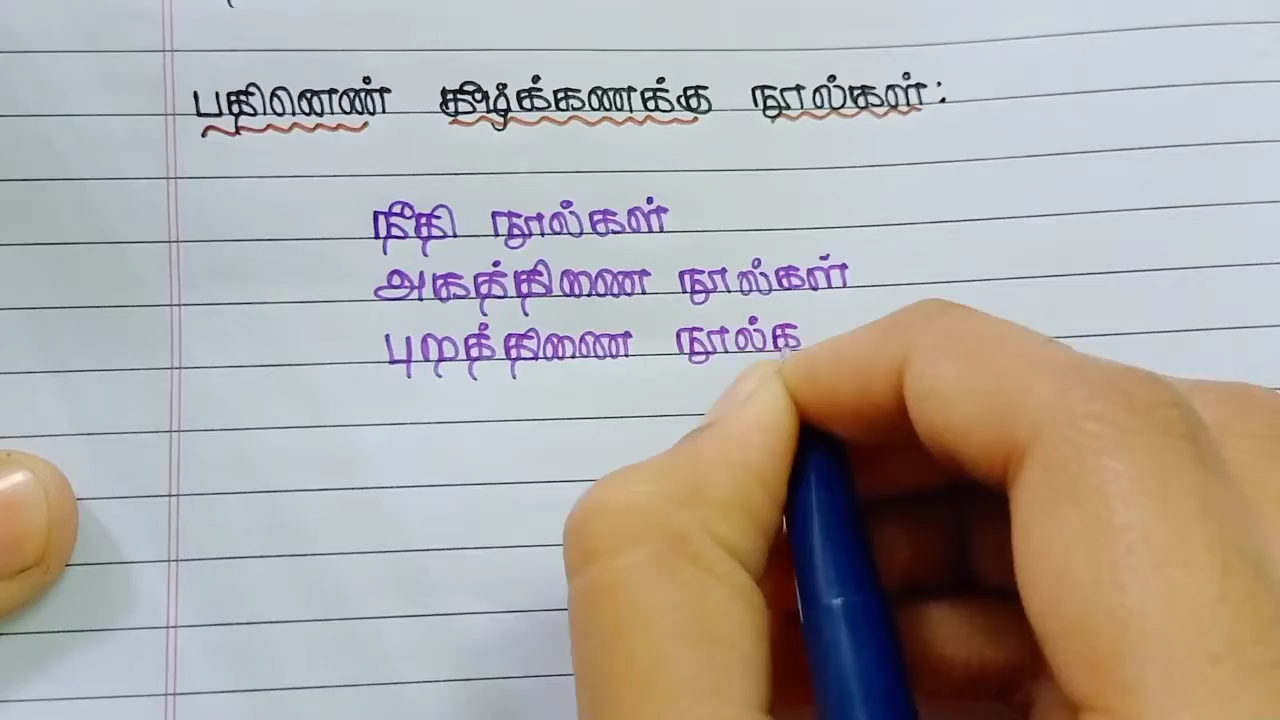 பதினெண் கீழ்க்கணக்கு நூல்கள்:
நீதி நூல்கள்
அகத்திணை நூல்கள்
புறத்திணை நூல்க